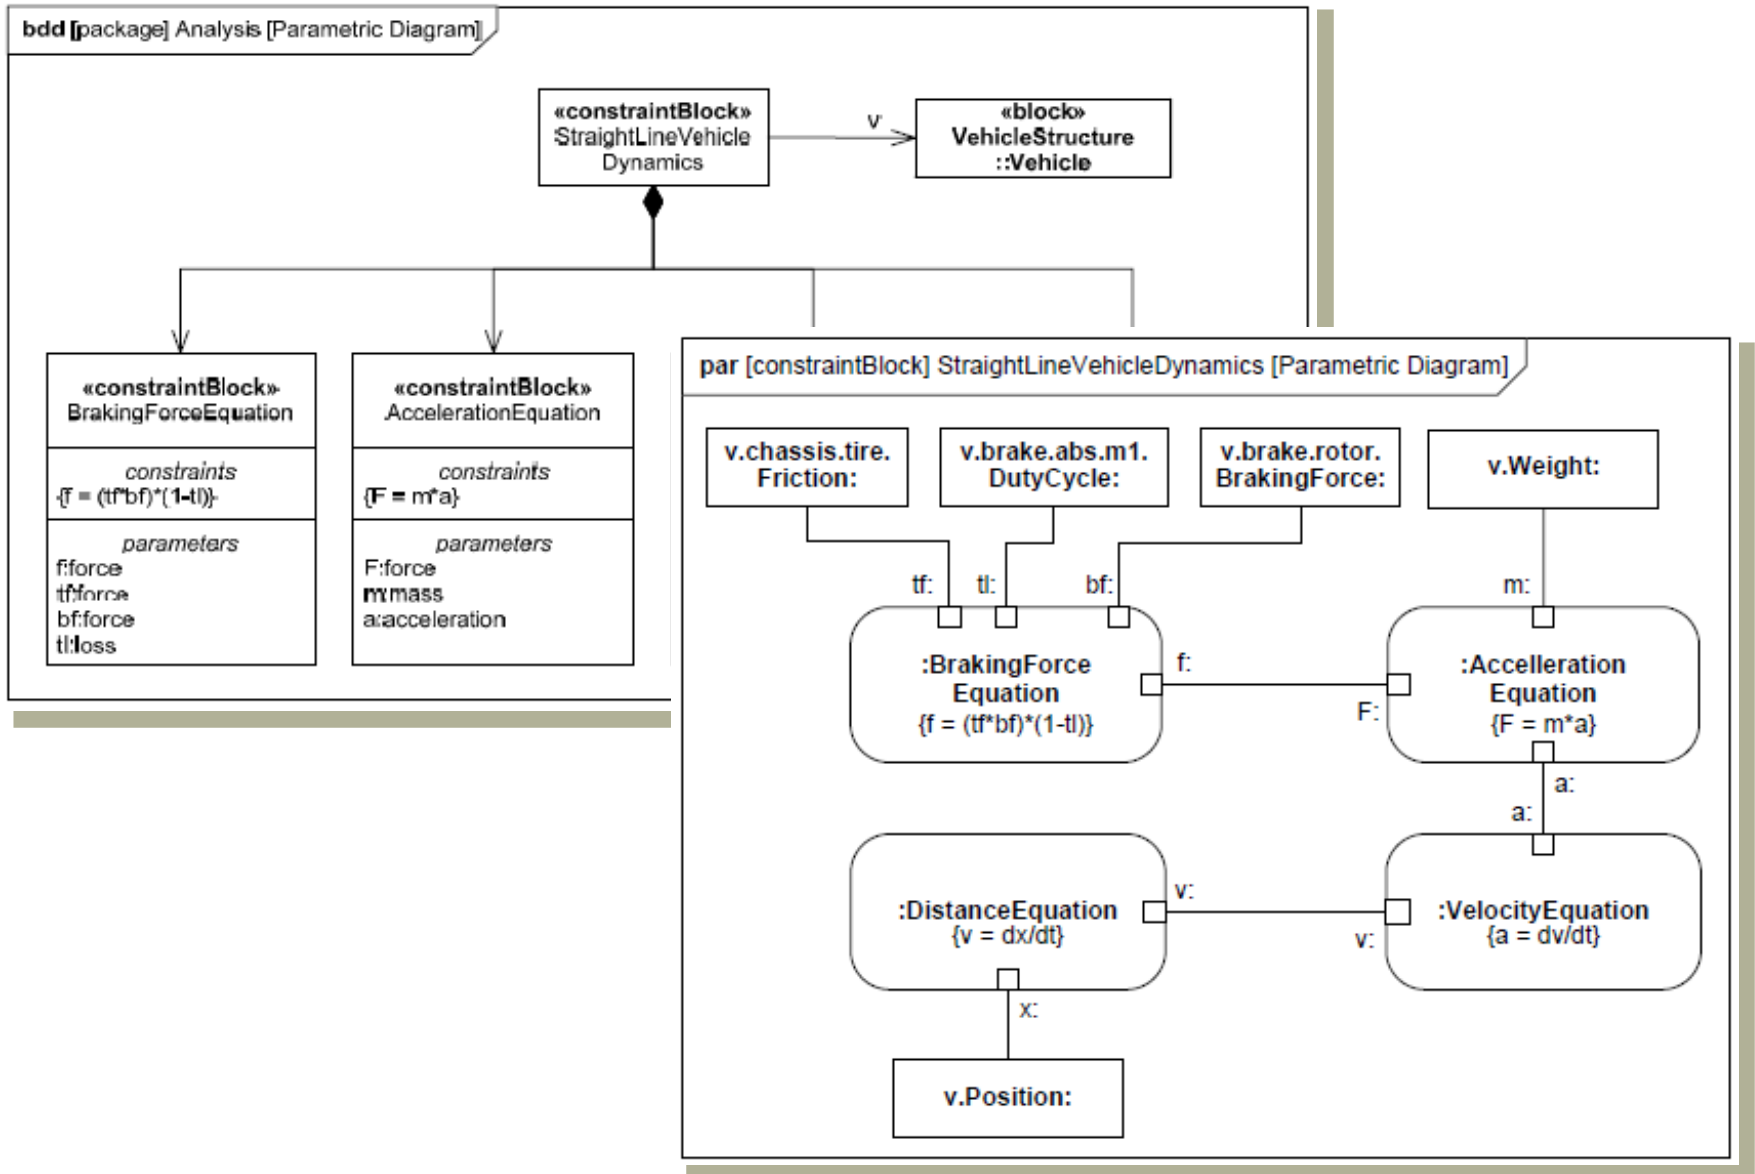 bdd [package] Analysis [Parametric Diagram]
«constraintBlock»
StraightLineVehicle
Dynamics
v
«block»
VehicleStructure
::Vehicle
«constraintBlock»
BrakingForceEquation
constraints
{f = (tf*bf)*(1-tl)}
parameters
f:force
tf:force
bf:force
tl:loss
«constraintBlock»
AccelerationEquation
constraints
{F = m*a}
parameters
F:force
m:mass
a:acceleration
par [constraintBlock] StraightLineVehicleDynamics [Parametric Diagram]
v.chassis.tire.
Friction:
v.brake.abs.m1.
DutyCycle:
v.brake.rotor.
BrakingForce:
v.Weight:
tf:
tl:
bf:
m:
:BrakingForce
Equation
{f = (tf*bf)*(1-tl)}
f:
F:
:Accelleration
Equation
{F = m*a}
a:
a:
:DistanceEquation
{v = dx/dt}
v:
v:
:VelocityEquation
{a = dv/dt}
x:
v.Position: